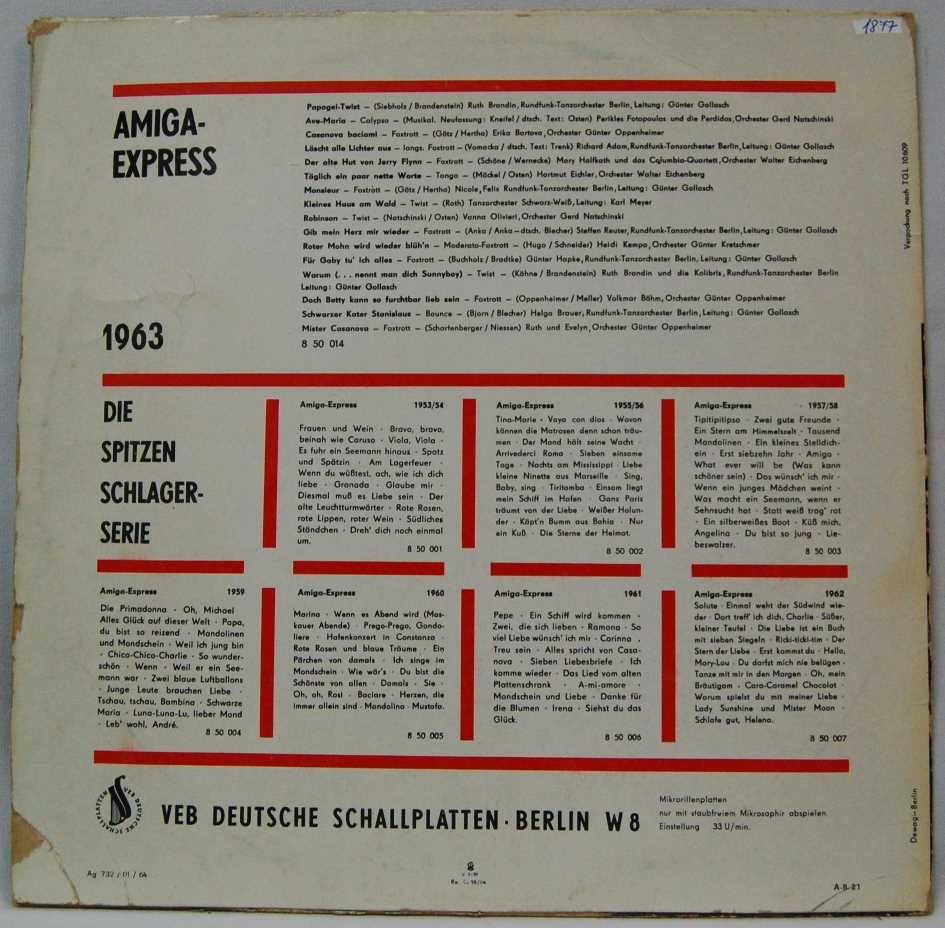 1877
AMIGA-
EXPRESS
Papagei-Twist – (Siebholz / Brandenstein) Ruth Brandin, Rundfunk-Tanzorchester Berlin, Leitung: Günter Gollasch
Ave-Maria – Calypso – (Musikal. Neufassung: Kneifel / dtsch. Text: Osten) Perikles Fotopoulos und die Perdidos, Orchester Gerd Natschinski
Casanova baciami – Foxtrott – (Götz / Hertha) Erika Bartova, Orchester Günter Oppenheimer
Löscht alle Lichter aus – langs. Foxtrott – (Vomacka / dtsch. Text: Trenk) Richard Adam, Rundfunk-Tanzorchester Berlin, Leitung: Günter Gollasch
Der alte Hut von Jerry Flynn – Foxtrott – (Schöne / Wernecke) Mary Halfkath und das Columbia-Quartett, Orchester Walter Eichenberg
Täglich ein paar nette Worte – Tango – (Möckel / Osten) Hartmut Eichler, Orchester Walter Eichenberg
Monsieur – Foxtrott – (Götz / Hertha) Nicole, Felix Rundfunk-Tanzorchester Berlin, Leitung: Günter Gollasch
Kleines Haus am Wald – Twist – (Roth) Tanzorchester Schwarz-Weiß, Leitung: Karl Meyer
Robinson – Twist – (Natschinski / Osten) Vanna Olivieri, Orchester Gerd Natschinski
Gib mein Herz mir wieder – Foxtrott – (Anka / Anka – dtsch. Blecher) Steffen Reuter, Rundfunk-Tanzorchester Berlin, Leitung: Günter Gollasch
Roter Mohn wird wieder blüh'n – Moderato-Foxtrott – (Hugo / Schneider) Heidi Kempa, Orchester Günter Kretschmer
Für Gaby tu' ich alles – Foxtrott – (Buchholz / Bradtke) Günter Hapke, Rundfunk-Tanzorchester Berlin, Leitung: Günter Gollasch
Warum (. . . nennt man dich Sunnyboy) – Twist – (Köhne / Brandenstein) Ruth Brandin und die Kolibris, Rundfunk-Tanzorchester Berlin
Leitung: Günter Gollasch
Doch Betty kann so furchtbar lieb sein – Foxtrott – (Oppenheimer / Meller) Volkmar Böhm, Orchester Günter Oppenheimer
Schwarzer Kater Stanislaus – Bounce – (Bjorn / Blecher) Helga Brauer, Rundfunk-Tanzorchester Berlin, Leitung: Günter Gollasch
Mister Casanova – Foxtrott – (Scharfenberger / Niessen) Ruth und Evelyn, Orchester Günter Oppenheimer
8 50 014
1963
Verpackung nach TGL 10609
DIE
SPITZEN
SCHLAGER-
SERIE
Amiga-Express 1953/54
Frauen und Wein · Bravo, bravo,
beinah wie Caruso · Viola, Viola ·
Es fuhr ein Seemann hinaus · Spatz
und Spätzin · Am Lagerfeuer ·
Wenn du wüßtest, ach, wie ich dich
liebe · Granada · Glaube mir ·
Diesmal muß es Liebe sein · Der
alte Leuchtturmwärter · Rote Rosen,
rote Lippen, roter Wein · Südliches
Ständchen · Dreh' dich noch einmal
um.
8 50 001
Amiga-Express 1955/56
Tina-Marie · Vaya con dios · Wovon
können die Matrosen denn schon träu-
men · Der Mond hält seine Wacht ·
Arrivederci Roma · Sieben einsame
Tage · Nachts am Mississippi · Liebe
kleine Ninette aus Marseille · Sing,
Baby, sing · Tiritomba · Einsam liegt
mein Schiff im Hafen · Ganz Paris
träumt von der Liebe · Weißer Holun-
der · Käpt'n Bumm aus Bahia · Nur
ein Kuß · Die Sterne der Heimat.
8 50 002
Amiga-Express 1957/58
Tipitipitipso · Zwei gute Freunde ·
Ein Stern am Himmelszelt · Tausend
Mandolinen · Ein kleines Stelldich-
ein · Erst siebzehn Jahr · Amigo ·
What ever will be (Was kann
schöner sein) · Das wünsch' ich mir ·
Wenn ein junges Mädchen weint ·
Was macht ein Seemann, wenn er
Sehnsucht hat · Statt weiß trag' rot
· Ein silberweißes Boot · Küß mich,
Angelina · Du bist so jung · Lie-
beswalzer.
8 50 003
Amiga-Express 1959
Die Primadonna · Oh, Michael
Alles Glück auf dieser Welt · Papa,
du bist so reizend · Mandolinen
und Mondschein · Weil ich jung bin
· Chico-Chico-Charlie · So wunder-
schön · Wenn · Weil er ein See-
mann war · Zwei blaue Luftballons
· Junge Leute brauchen Liebe ·
Tschau, tschau, Bambina · Schwarze
Maria · Luna-Luna-Lu, lieber Mond
· Leb' wohl, André.
8 50 004
Amiga-Express 1960
Marina · Wenn es Abend wird (Mos-
kauer Abende) · Prego-Prego, Gondo-
liere · Hafenkonzert in Constanza ·
Rote Rosen und blaue Träume · Ein
Pärchen von damals · Ich singe im
Mondschein · Wie wär's · Du bist die
Schönste von allen · Damals · Sie ·
Oh, oh, Rosi · Baciare · Herzen, die
immer allein sind · Mandolino · Mustafa.
8 50 005
Amiga-Express 1961
Pepe · Ein Schiff wird kommen ·
Zwei, die sich lieben · Ramona · So
viel Liebe wünsch' ich mir · Corinna ·
Treu sein · Alles spricht von Casa-
nova · Sieben Liebesbriefe · Ich
komme wieder · Das Lied vom alten
Plattenschrank · A-mi-amore ·
Mondschein und Liebe · Danke für
die Blumen · Irena · Siehst du das
Glück.
8 50 006
Amiga-Express 1962
Salute · Einmal weht der Südwind wie-
der · Dort treff' ich dich, Charlie · Süßer,
kleiner Teufel · Die Liebe ist ein Buch
mit sieben Siegeln · Ricki-ticki-tim · Der
Stern der Liebe · Erst kommst du · Hello,
Mary-Lou · Du darfst mich nie belügen ·
Tanze mit mir in den Morgen · Oh, mein
Bräutigam · Cara-Caramel Chocolat ·
Warum spielst du mit meiner Liebe ·
Lady Sunshine und Mister Moon ·
Schlafe gut, Helena.
8 50 007
VEB DEUTSCHE SCHALLPLATTEN
VEB DEUTSCHE SCHALLPLATTEN · BERLIN W 8
Mikrorillenplatten
nur mit staubfreiem Mikrosaphir abspielen.
Einstellung 33 U/min.
Dewag-Berlin
Ag 732 / 01 / 64
A-8-21